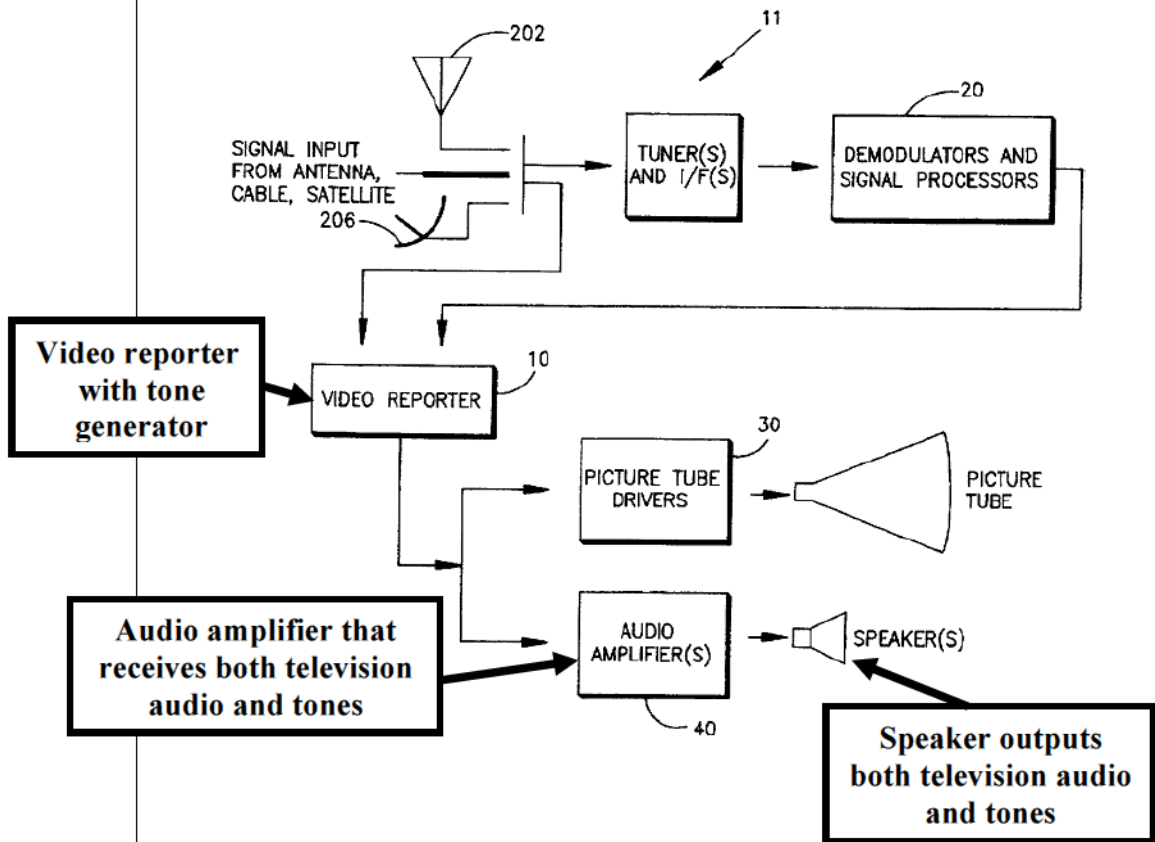 202
11
20
SIGNAL INPUT
FROM ANTENNA,
CABLE, SATELLITE
206
TUNER(S)
AND I/F(S)
DEMODULATORS AND
SIGNAL PROCESSORS
Video reporter
with tone
generator
10
VIDEO REPORTER
30
PICTURE TUBE
DRIVERS
PICTURE
TUBE
Audio amplifier that
receives both television
audio and tones
AUDIO
AMPLIFIER(S)
SPEAKER(S)
40
Speaker outputs
both television audio
and tones